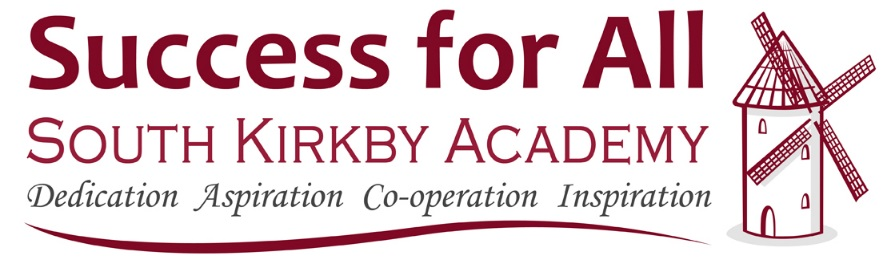 Success for All
SOUTH KIRKBY ACADEMY
Dedication Aspiration Co-operation Inspiration